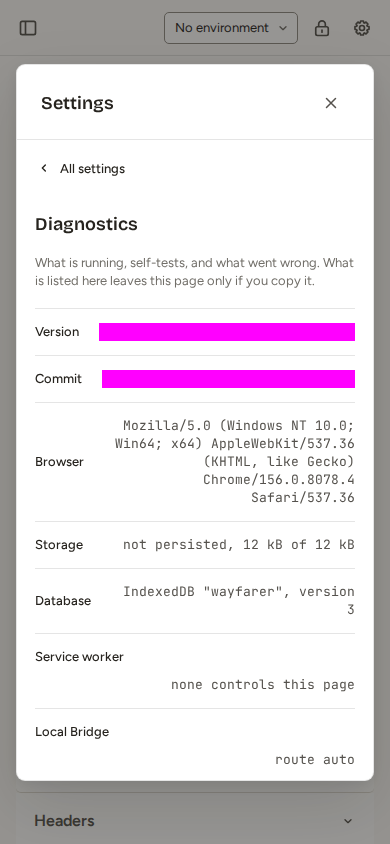 No environment
Settings
All settings
Diagnostics
What is running, self-tests, and what went wrong. What
is listed here leaves this page only if you copy it.
Version
Commit
Browser
Mozilla/5.0 (Windows NT 10.0;
Win64; x64) AppleWebKit/537.36
(KHTML, like Gecko)
Chrome/156.0.8078.4
Safari/537.36
Storage
not persisted, 12 kB of 12 kB
Database
IndexedDB "wayfarer", version
3
Service worker
none controls this page
Local Bridge
route auto
Headers